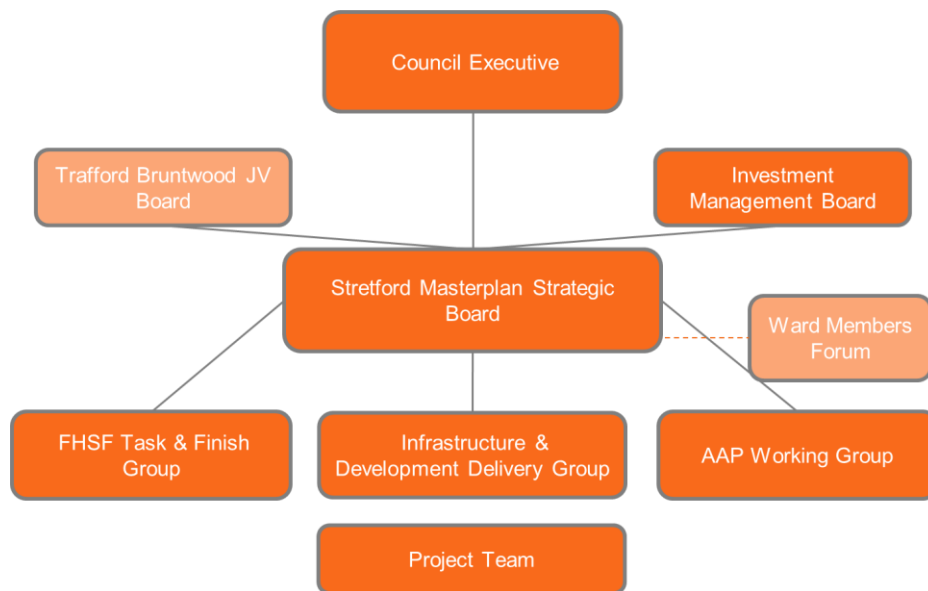 Council Executive
Trafford Bruntwood JV
Board
Investment
Management Board
Stretford Masterplan Strategic
Board
Ward Members
Forum
FHSF Task & Finish
Group
Infrastructure &
Development Delivery Group
AAP Working Group
Project Team